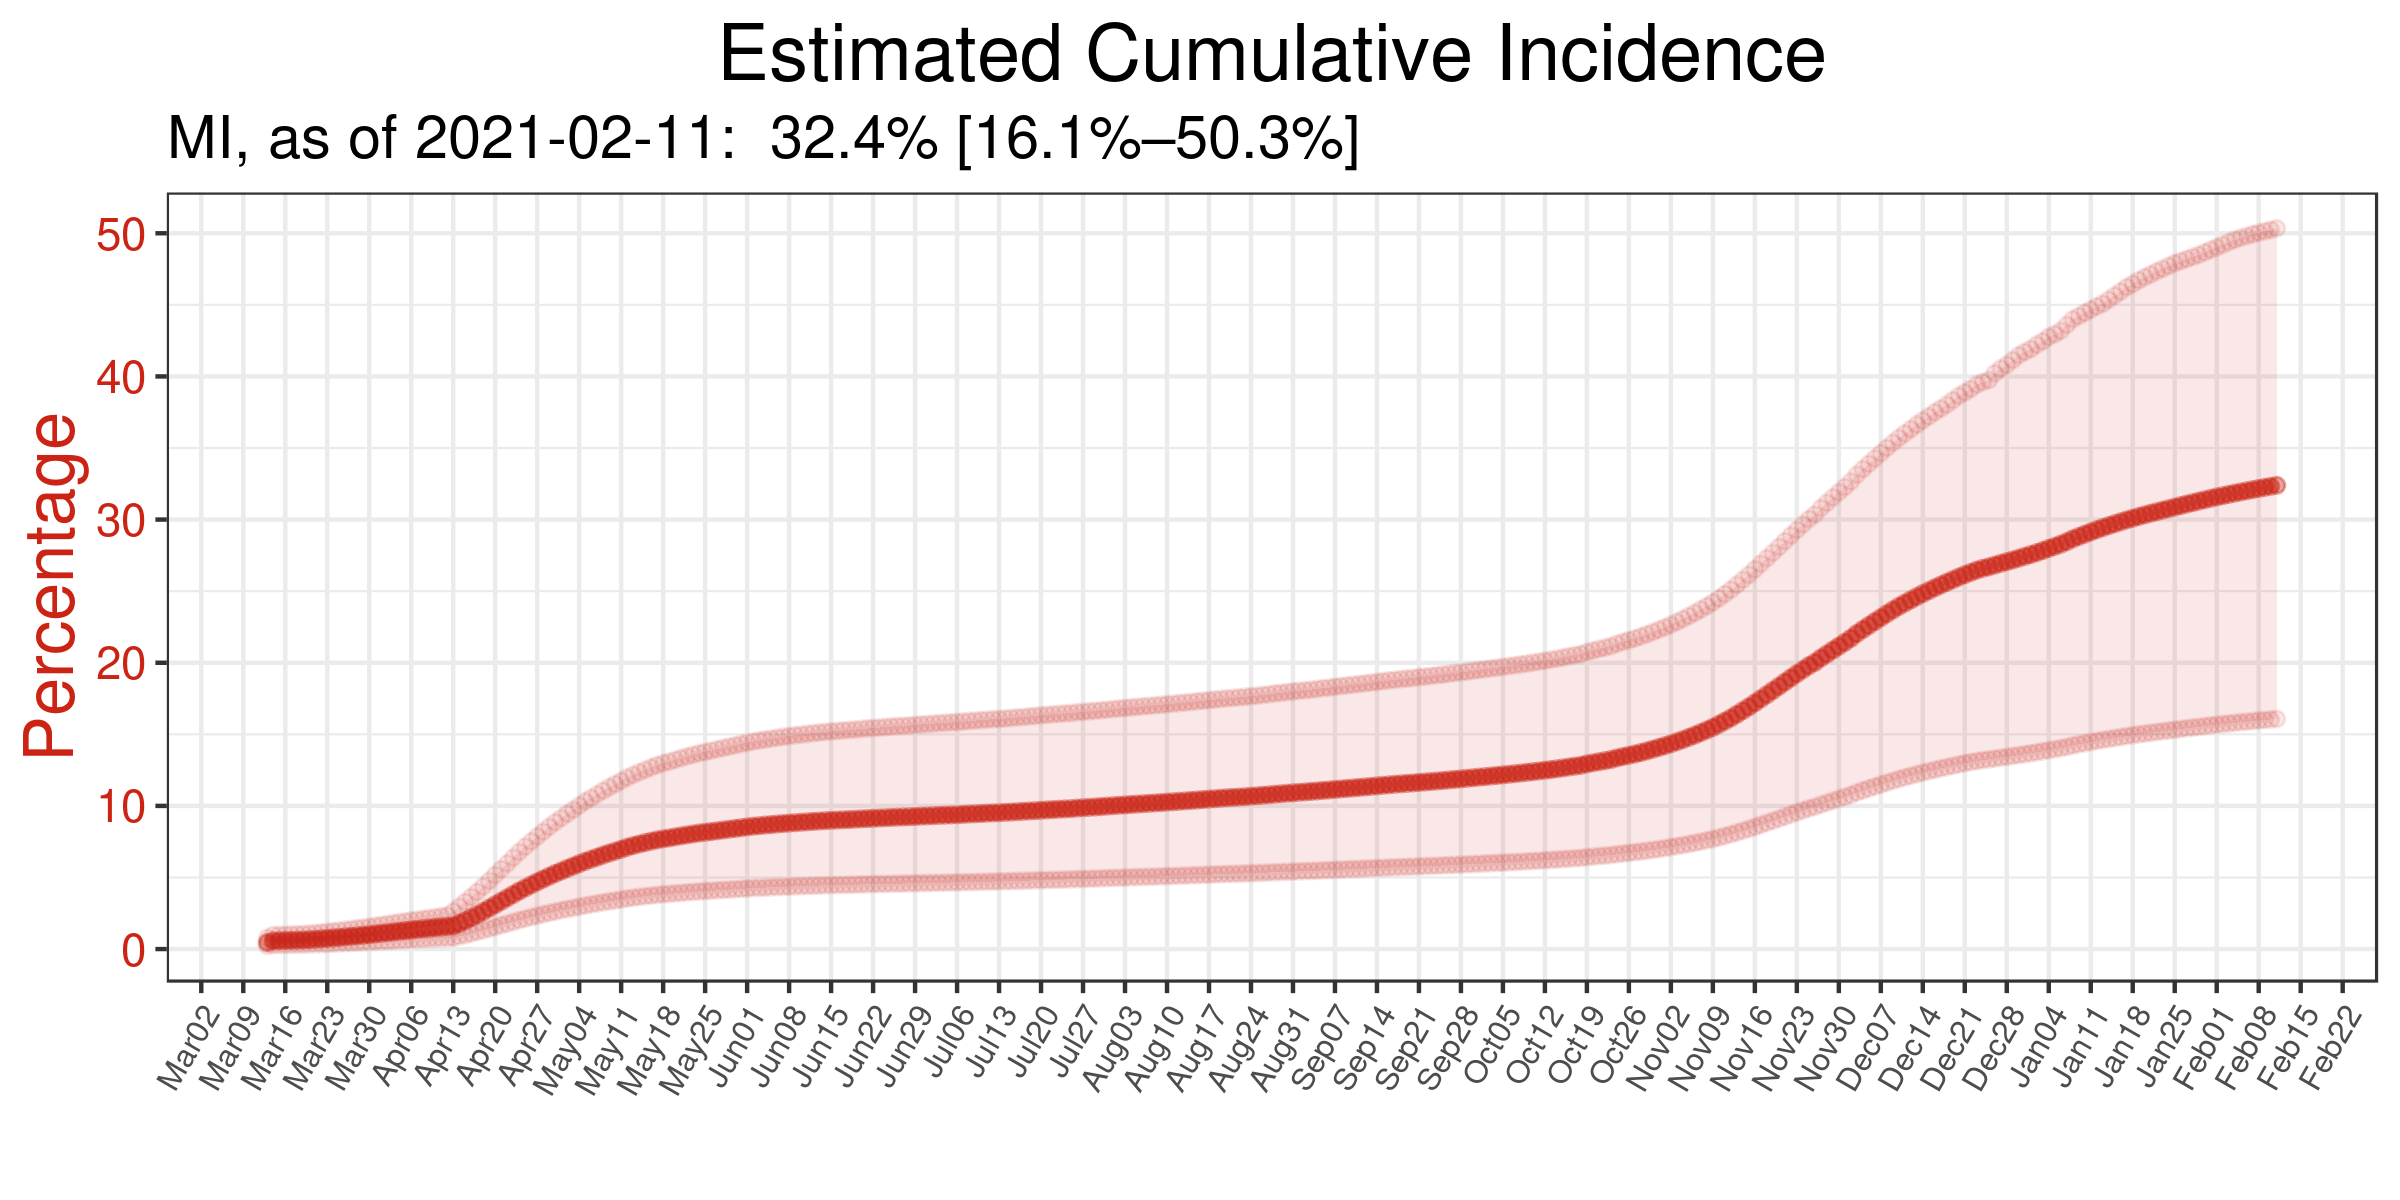 Estimated Cumulative Incidence
MI, as of 2021-02-11:  32.4% [16.1%–50.3%]
Percentage
50
40
30
20
10
0
Mar02
Mar09
Mar16
Mar23
Mar30
Apr06
Apr13
Apr20
Apr27
May04
May11
May18
May25
Jun01
Jun08
Jun15
Jun22
Jun29
Jul06
Jul13
Jul20
Jul27
Aug03
Aug10
Aug17
Aug24
Aug31
Sep07
Sep14
Sep21
Sep28
Oct05
Oct12
Oct19
Oct26
Nov02
Nov09
Nov16
Nov23
Nov30
Dec07
Dec14
Dec21
Dec28
Jan04
Jan11
Jan18
Jan25
Feb01
Feb08
Feb15
Feb22